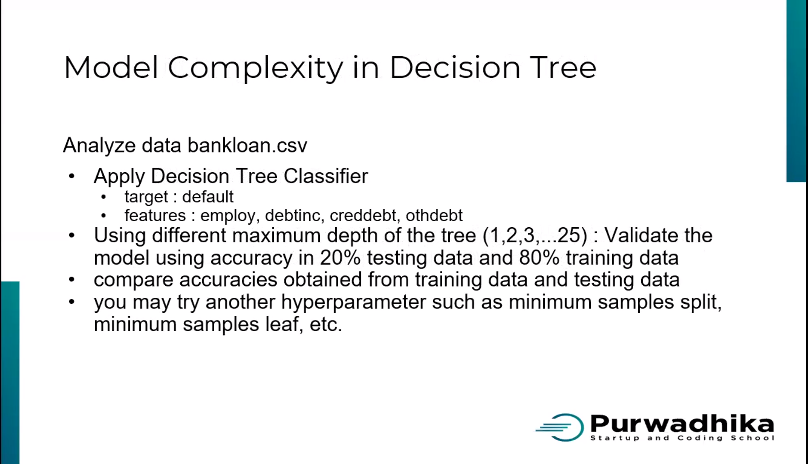 Model Complexity in Decision Tree
Analyze data bankloan.csv
• Apply Decision Tree Classifier
• target : default
• features : employ, debtinc, creddebt, othdebt
• Using different maximum depth of the tree (1,2,3,...25) : Validate the
model using accuracy in 20% testing data and 80% training data
• compare accuracies obtained from training data and testing data
• you may try another hyperparameter such as minimum samples split,
minimum samples leaf, etc.
Purwadhika
Startup and Coding School